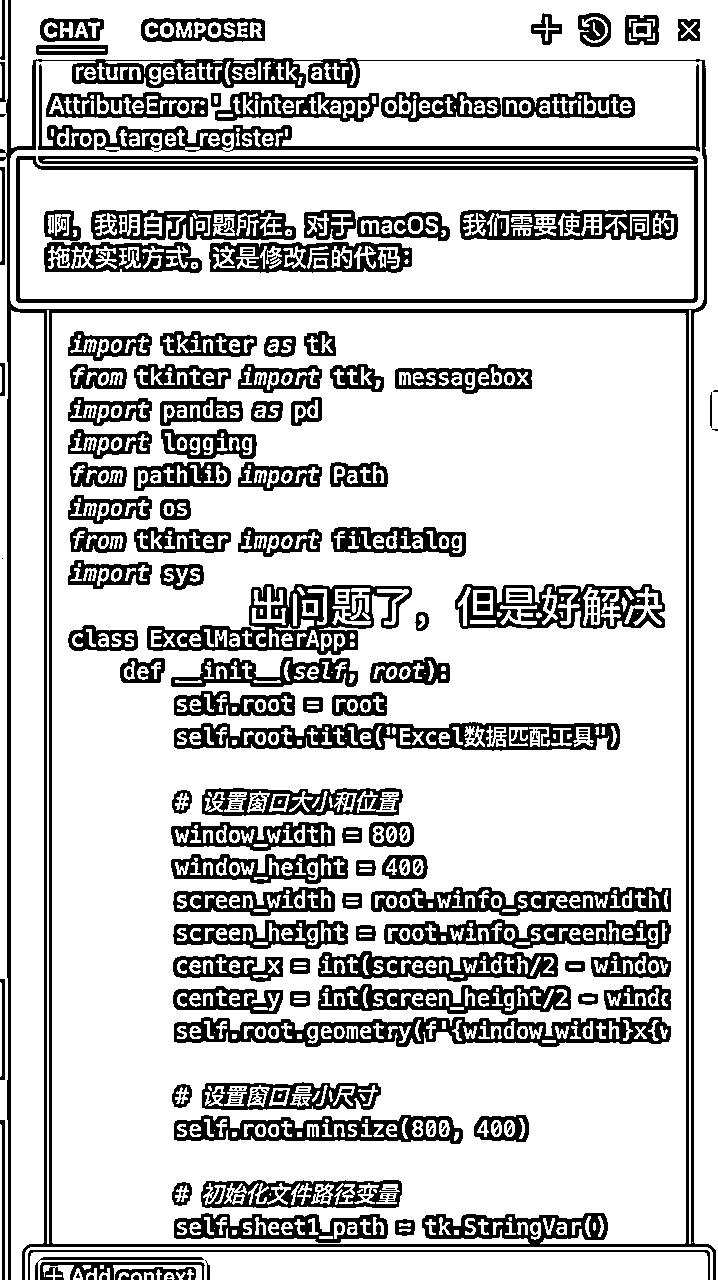 CHAT COMPOSER
return getattr(self.tk, attr)
AttributeError: '_tkinter.tkapp' object has no attribute
'drop_target_register'
啊，我明白了问题所在。对于 macOS，我们需要使用不同的
拖放实现方式。这是修改后的代码：
import tkinter as tk
from tkinter import ttk, messagebox
import pandas as pd
import logging
from pathlib import Path
import os
from tkinter import filedialog
import sys
出问题了，但是好解决
class ExcelMatcherApp:
def __init__(self, root):
self.root = root
self.root.title("Excel数据匹配工具")
# 设置窗口大小和位置
window_width = 800
window_height = 400
screen_width = root.winfo_screenwidth(
screen_height = root.winfo_screenheigh
center_x = int(screen_width/2 - window
center_y = int(screen_height/2 - windo
self.root.geometry(f'{window_width}x{w
# 设置窗口最小尺寸
self.root.minsize(800, 400)
# 初始化文件路径变量
self.sheet1_path = tk.StringVar()
+ Add context